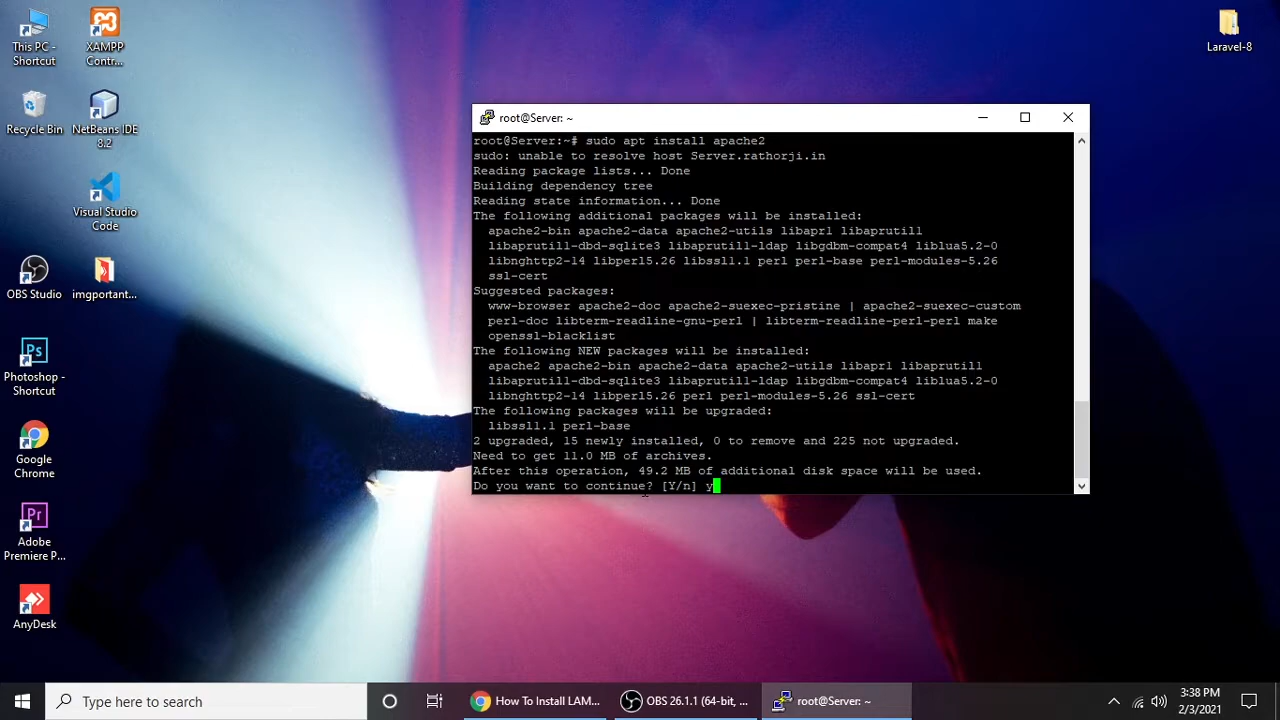 This PC -
Shortcut
XAMPP
Contr...
Laravel-8
Recycle Bin
NetBeans IDE
8.2
Visual Studio
Code
OBS Studio
imgportant...
Photoshop -
Shortcut
Google
Chrome
Adobe
Premiere P...
AnyDesk
root@Server: ~
root@Server:~# sudo apt install apache2
sudo: unable to resolve host Server.rathorji.in
Reading package lists... Done
Building dependency tree
Reading state information... Done
The following additional packages will be installed:
apache2-bin apache2-data apache2-utils libapr1 libaprutil1
libaprutil1-dbd-sqlite3 libaprutil1-ldap libgdbm-compat4 liblua5.2-0
libnghttp2-14 libperl5.26 libssl1.1 perl perl-base perl-modules-5.26
ssl-cert
Suggested packages:
www-browser apache2-doc apache2-suexec-pristine | apache2-suexec-custom
perl-doc libterm-readline-gnu-perl | libterm-readline-perl-perl make
openssl-blacklist
The following NEW packages will be installed:
apache2 apache2-bin apache2-data apache2-utils libapr1 libaprutil1
libaprutil1-dbd-sqlite3 libaprutil1-ldap libgdbm-compat4 liblua5.2-0
libnghttp2-14 libperl5.26 perl perl-modules-5.26 ssl-cert
The following packages will be upgraded:
libssl1.1 perl-base
2 upgraded, 15 newly installed, 0 to remove and 225 not upgraded.
Need to get 11.0 MB of archives.
After this operation, 49.2 MB of additional disk space will be used.
Do you want to continue? [Y/n] y
Type here to search
How To Install LAM...
OBS 26.1.1 (64-bit, ...
root@Server: ~
3:38 PM
2/3/2021